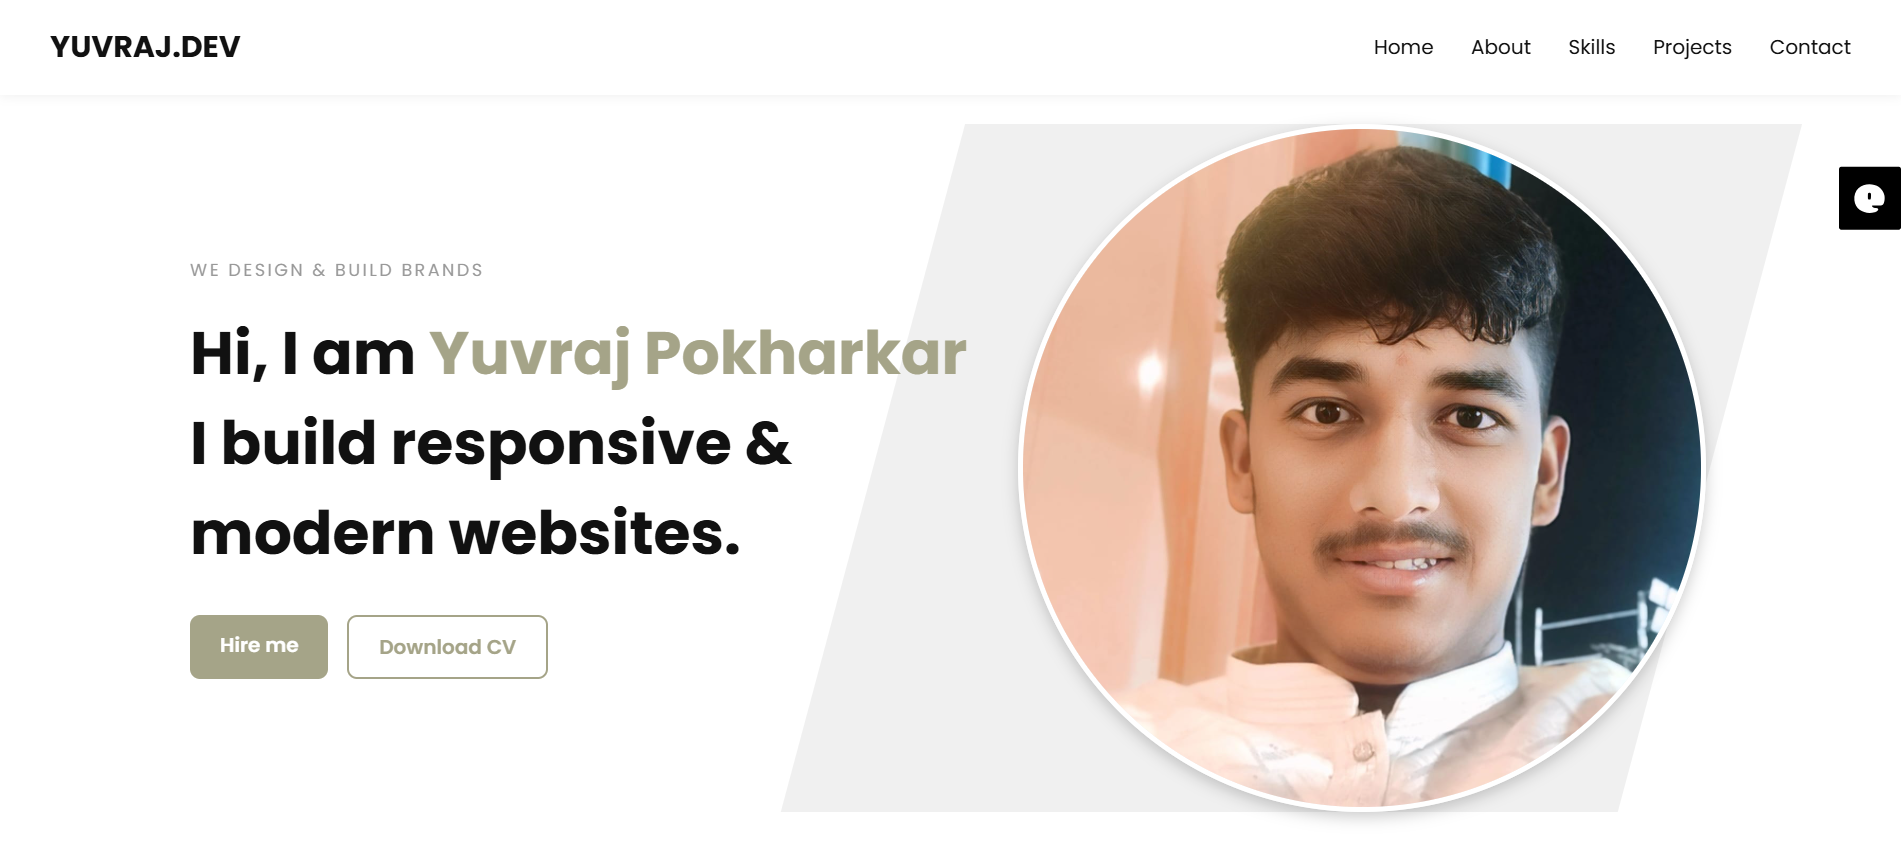 YUVRAJ.DEV
Home About Skills Projects Contact
WE DESIGN & BUILD BRANDS
Hi, I am Yuvraj Pokharkar
I build responsive &
modern websites.
Hire me Download CV